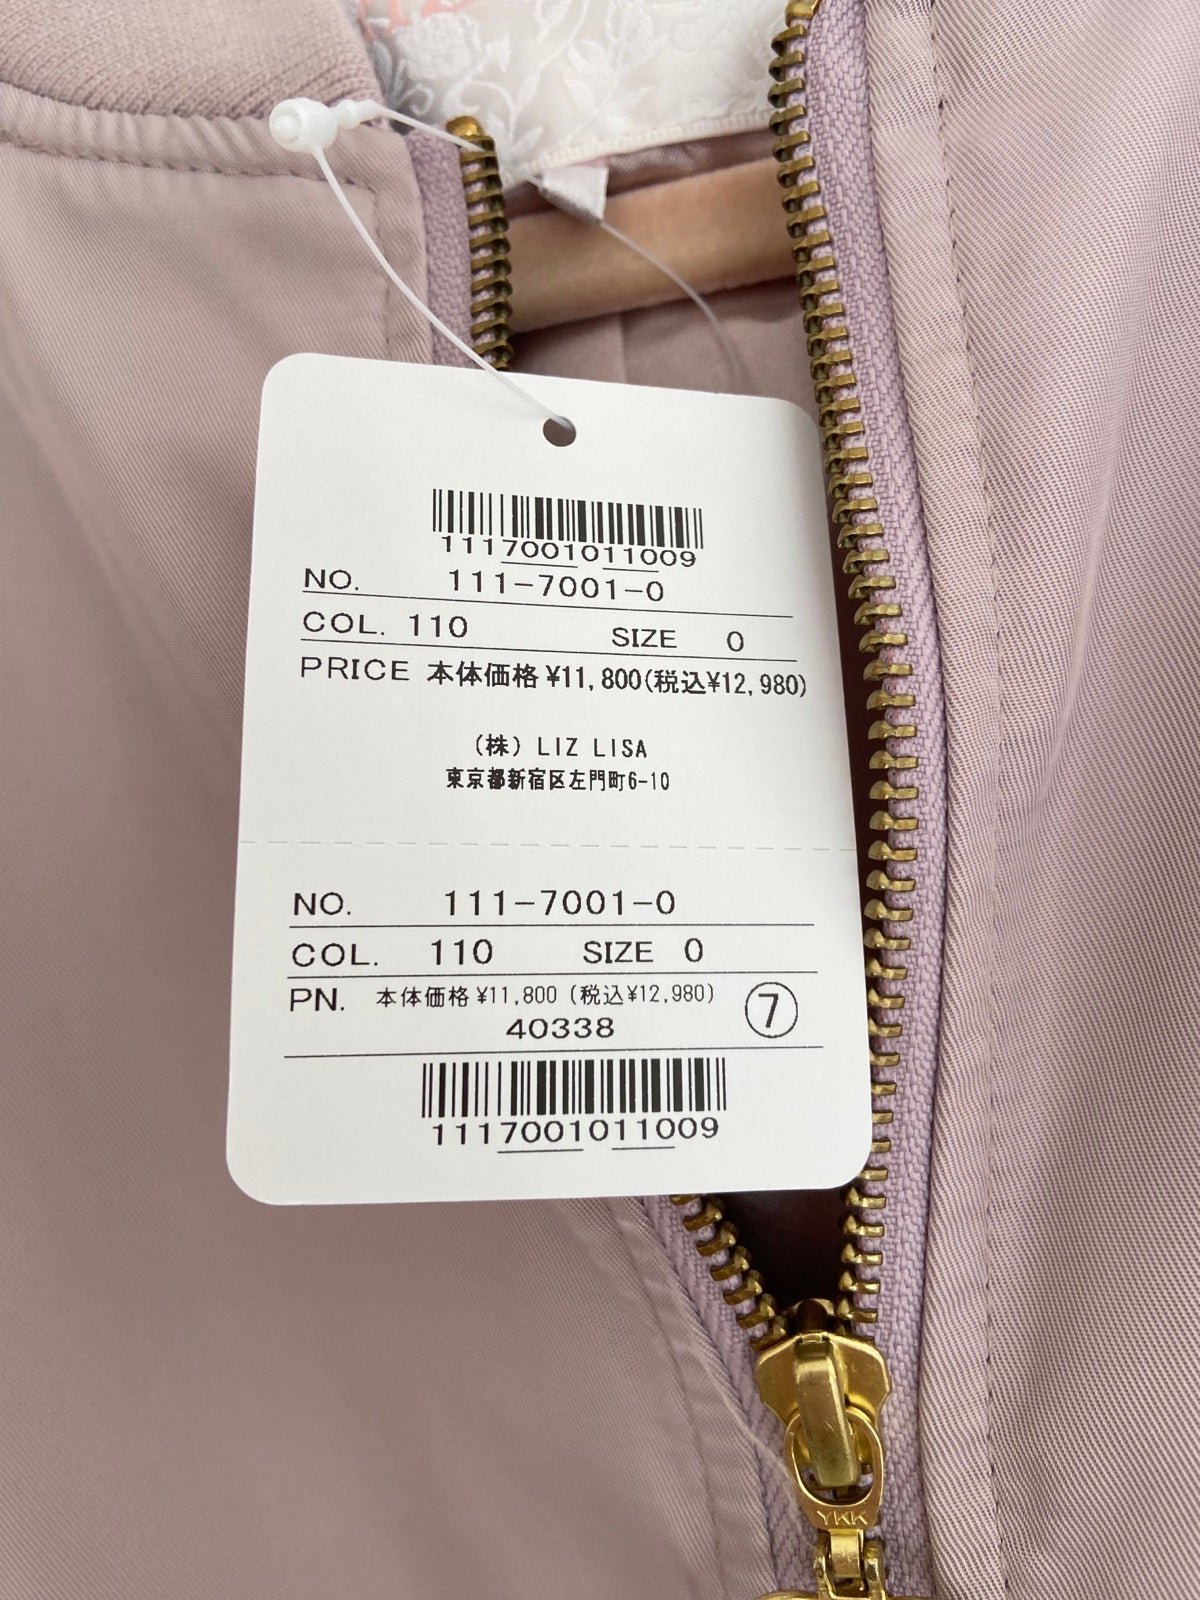 1117001011009
NO. 111-7001-0
COL. 110 SIZE 0
PRICE 本体価格 ¥11,800(税込¥12,980)
(株) LIZ LISA
東京都新宿区左門町6-10
NO. 111-7001-0
COL. 110 SIZE 0
PN. 本体価格 ¥11,800 (税込¥12,980)
40338 ⑦
1117001011009
YKK